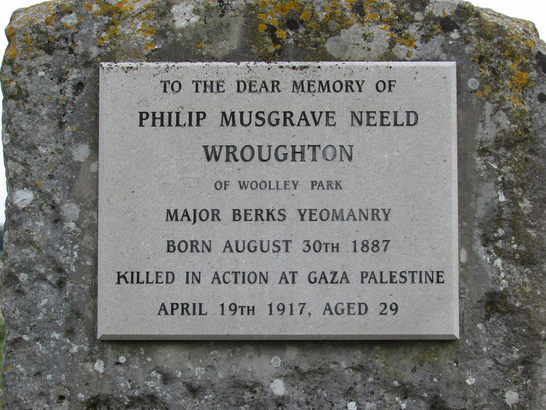 TO THE DEAR MEMORY OF
PHILIP MUSGRAVE NEELD
WROUGHTON
OF WOOLLEY PARK
MAJOR BERKS YEOMANRY
BORN AUGUST 30TH 1887
KILLED IN ACTION AT GAZA PALESTINE
APRIL 19TH 1917, AGED 29